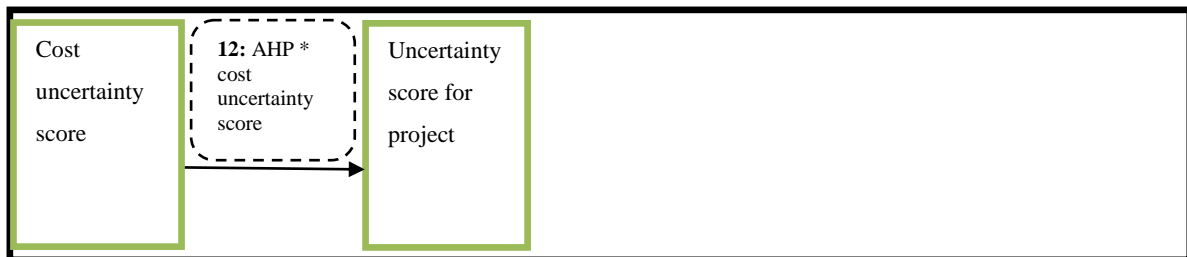 Cost
uncertainty
score
12: AHP *
cost
uncertainty
score
Uncertainty
score for
project